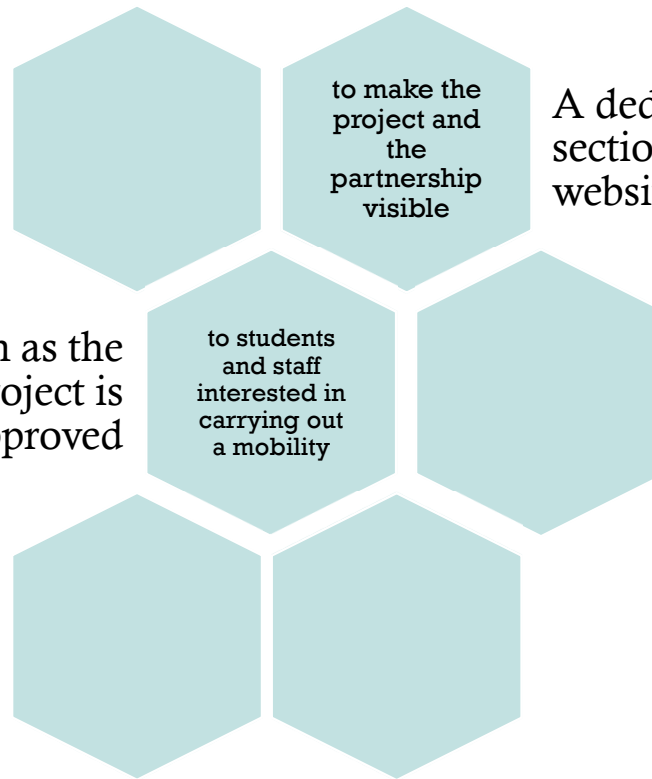 to make the
project and
the
partnership
visible
A ded
sectio
websi
n as the
oject is
pproved
to students
and staff
interested in
carrying out
a mobility